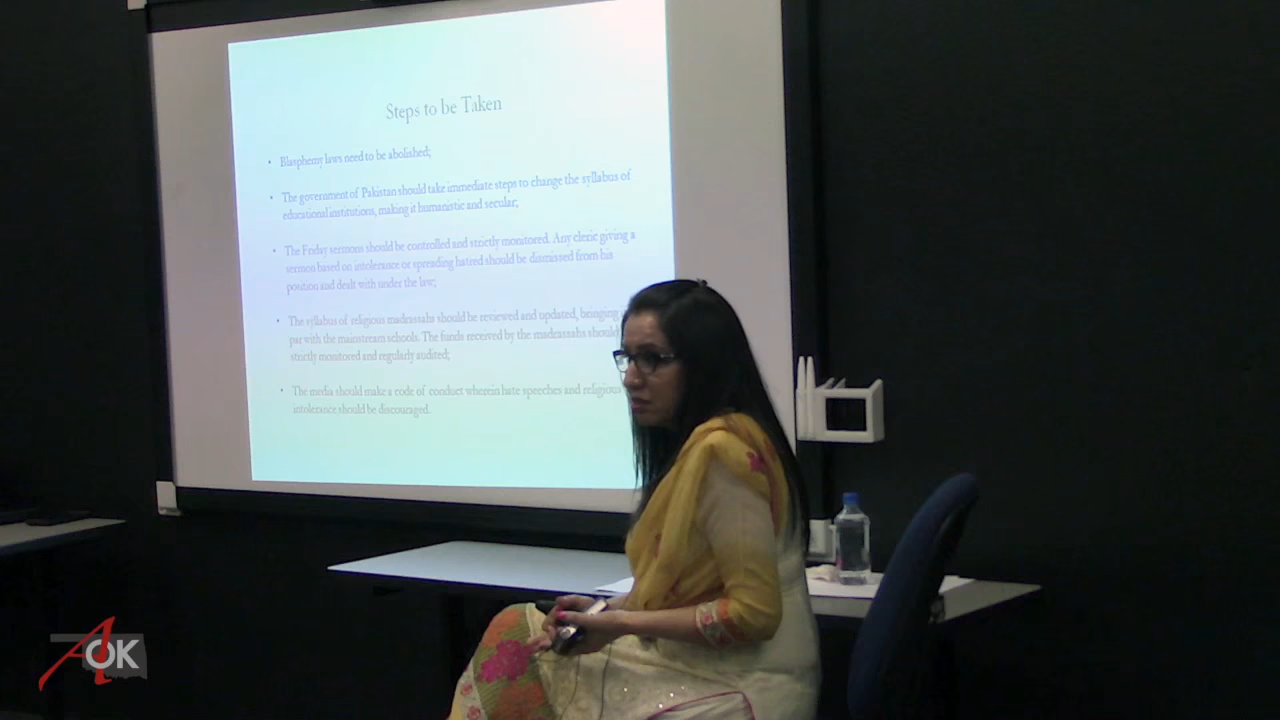 Steps to be Taken
• Blasphemy laws need to be abolished;
• The government of Pakistan should take immediate steps to change the syllabus of
educational institutions, making it humanistic and secular;
• The Friday sermons should be controlled and strictly monitored. Any cleric giving a
sermon based on intolerance or spreading hatred should be dismissed from his
position and dealt with under the law;
• The syllabus of religious madrassahs should be reviewed and updated, bringing
par with the mainstream schools. The funds received by the madrassahs should
strictly monitored and regularly audited;
• The media should make a code of conduct wherein hate speeches and religious
intolerance should be discouraged.
A
OK